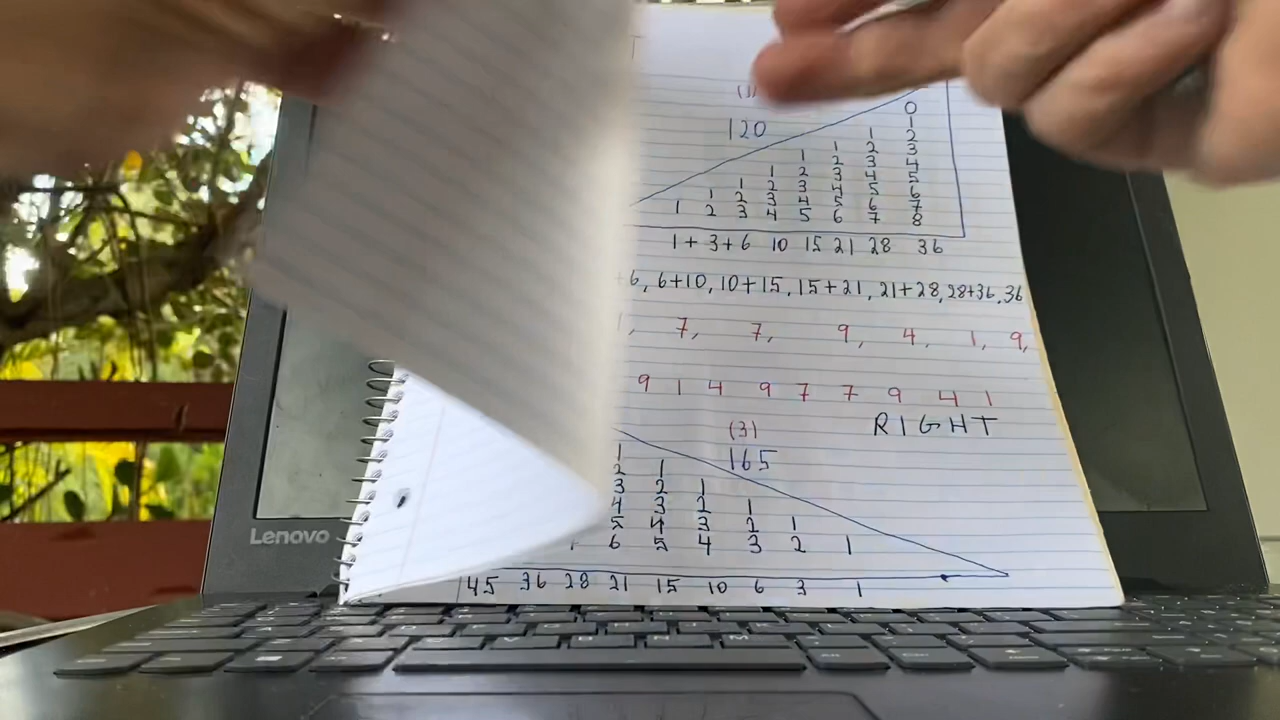 120
0
1
1 2
1 2 3
1 2 3 4
1 2 3 4 5
1 2 3 4 5 6
1 2 3 4 5 6 7
1 2 3 4 5 6 7 8
1 + 3 + 6 10 15 21 28 36
6, 6+10, 10+15, 15+21, 21+28, 28+36, 36
7, 7, 9, 4, 1, 9,
9 1 4 9 7 7 9 4 1
RIGHT
(3)
165
1
2 1
3 2 1
4 3 2 1
5 4 3 2 1
6 5 4 3 2 1
45 36 28 21 15 10 6 3 1
Lenovo